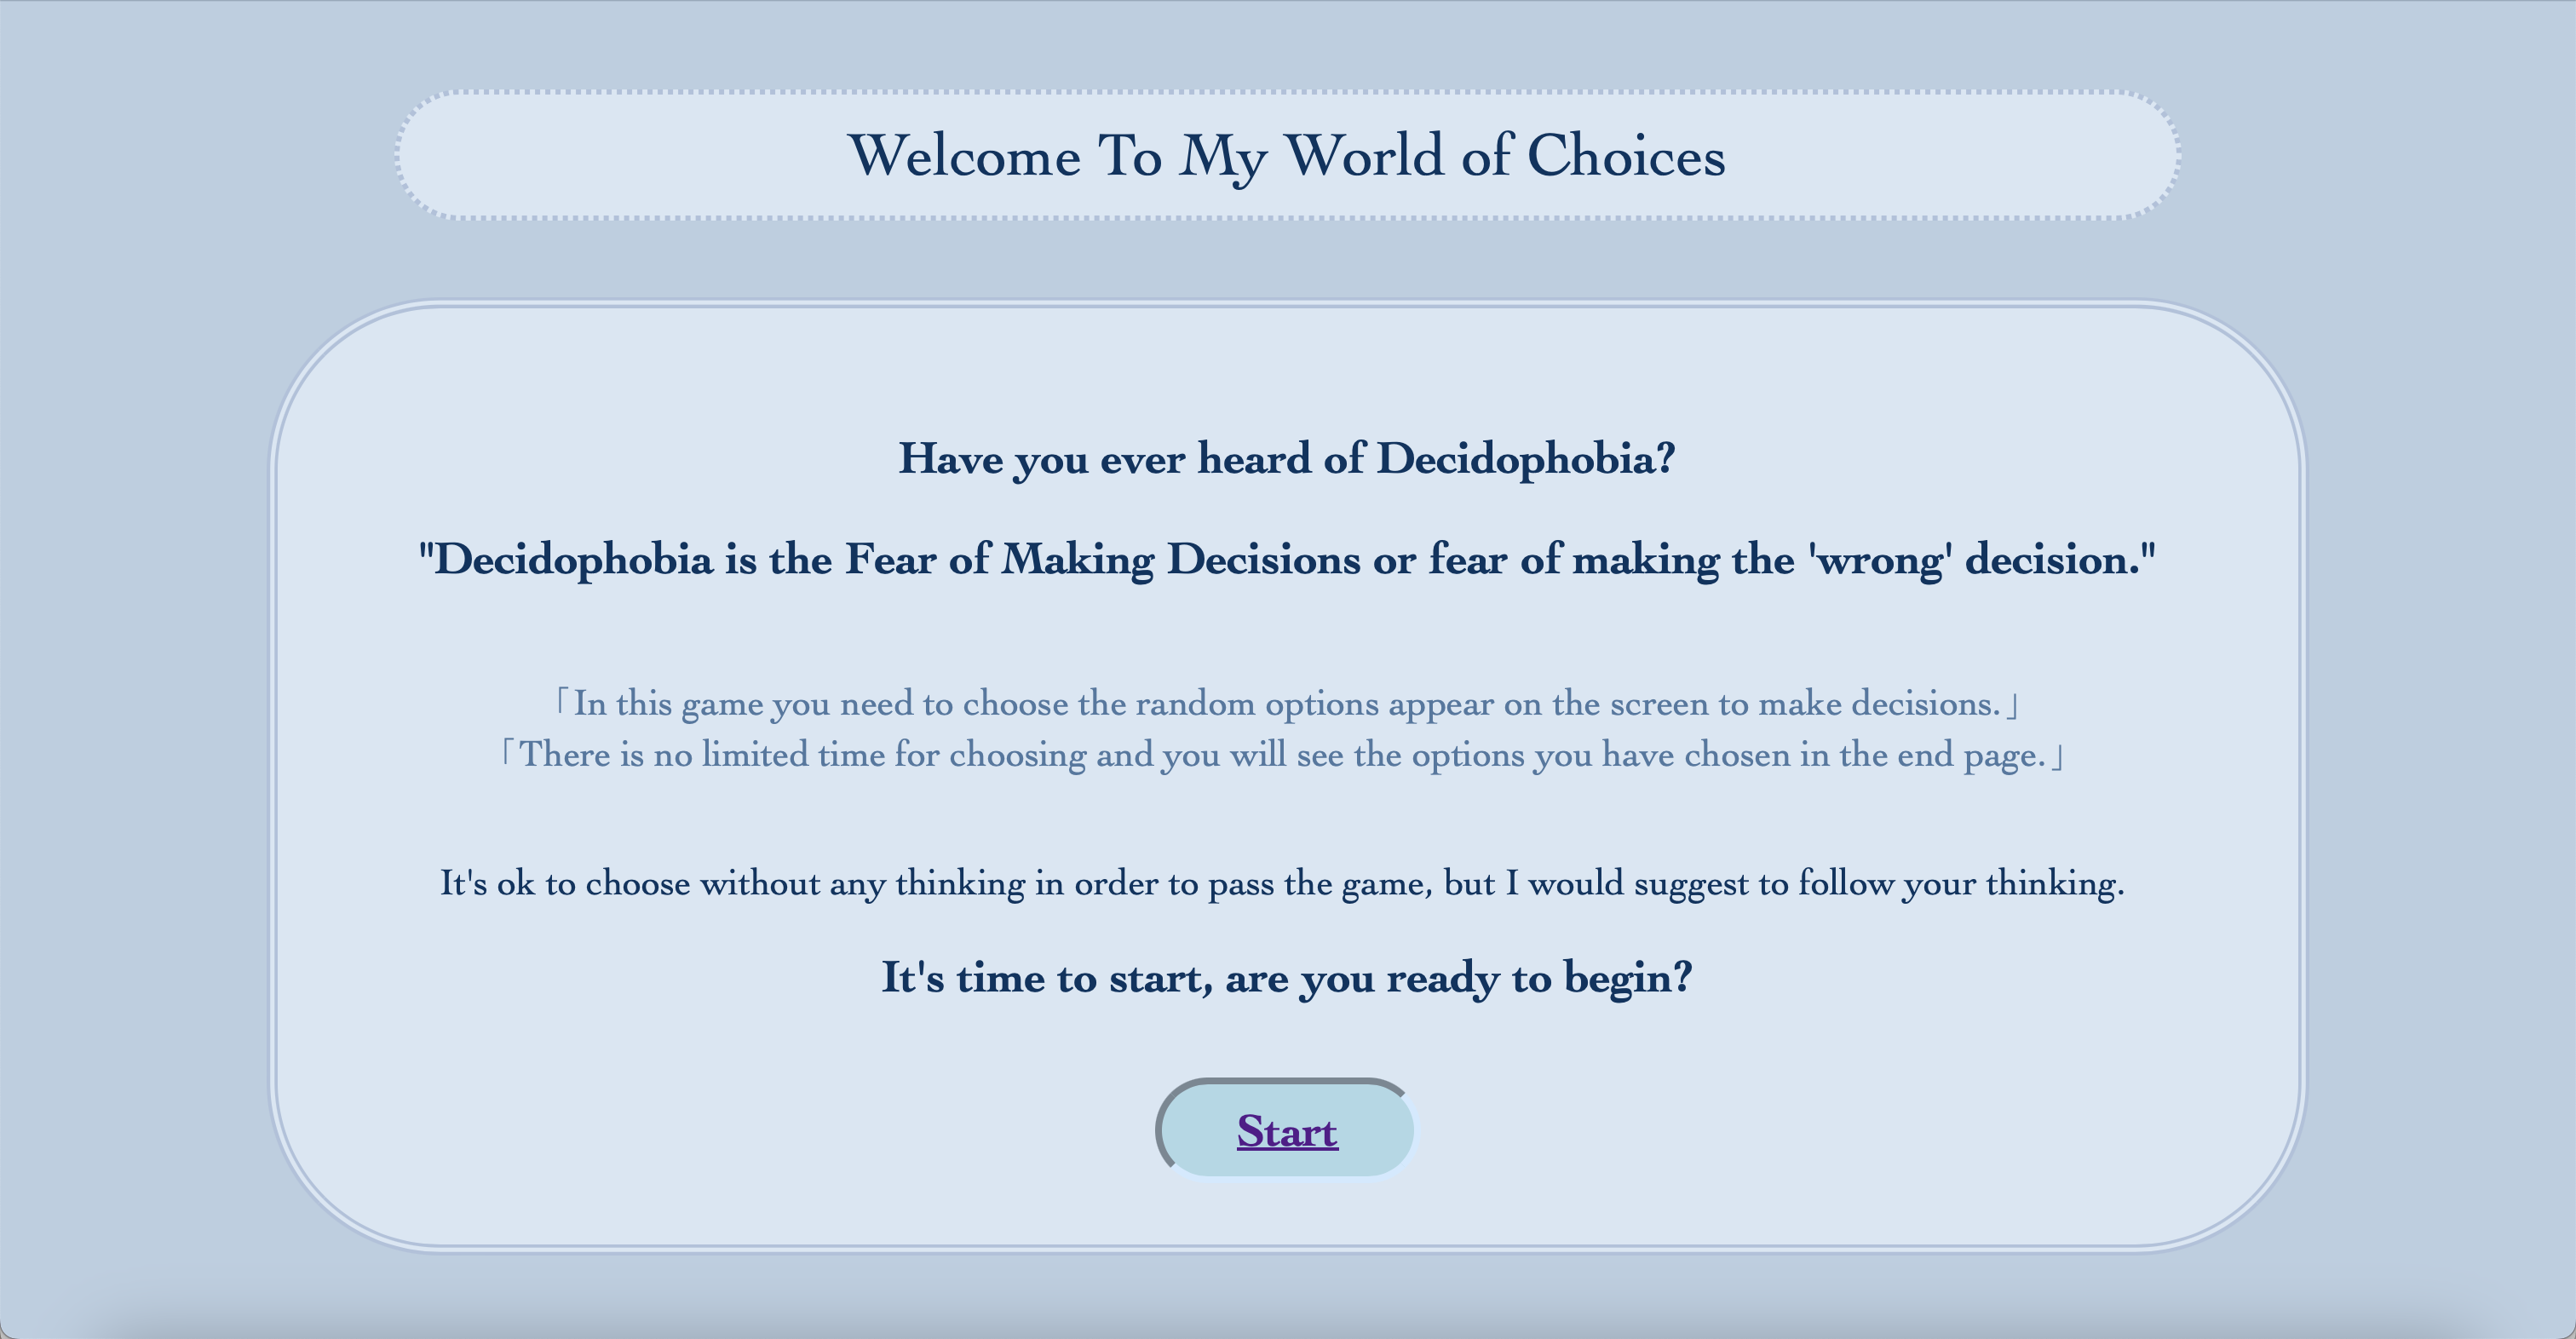 Welcome To My World of Choices
Have you ever heard of Decidophobia?
"Decidophobia is the Fear of Making Decisions or fear of making the 'wrong' decision."
「In this game you need to choose the random options appear on the screen to make decisions.」
「There is no limited time for choosing and you will see the options you have chosen in the end page.」
It's ok to choose without any thinking in order to pass the game, but I would suggest to follow your thinking.
It's time to start, are you ready to begin?
Start